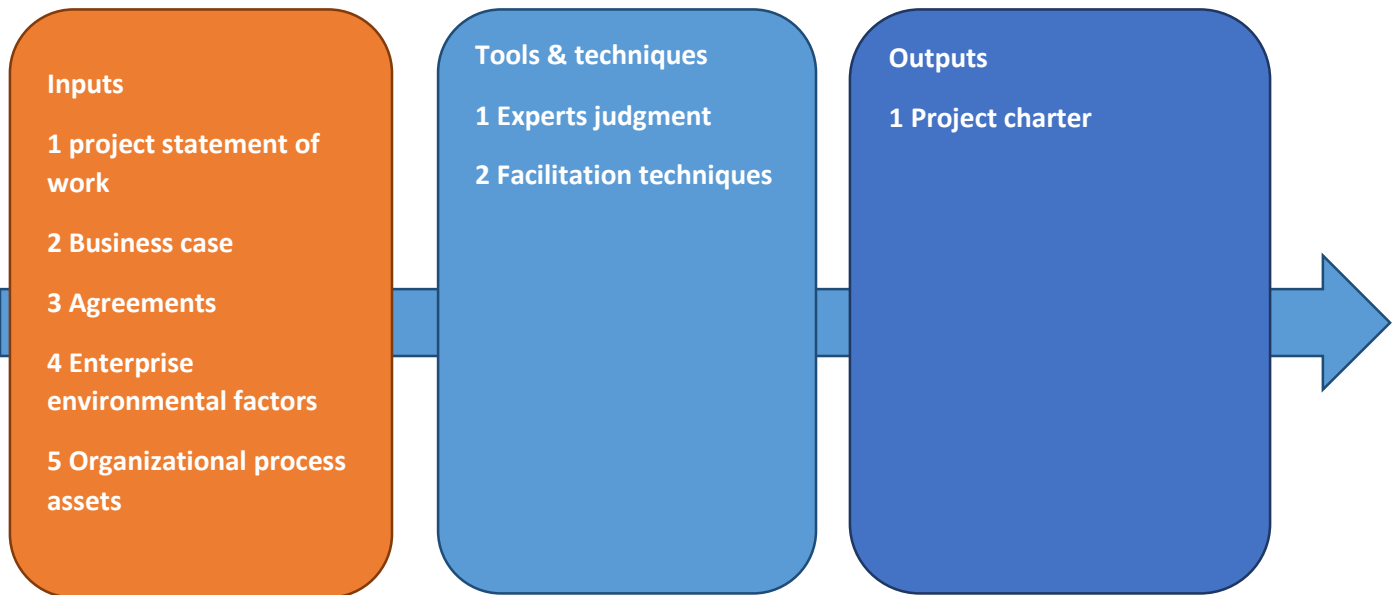 Inputs
1 project statement of
work
2 Business case
3 Agreements
4 Enterprise
environmental factors
5 Organizational process
assets
Tools & techniques
1 Experts judgment
2 Facilitation techniques
Outputs
1 Project charter